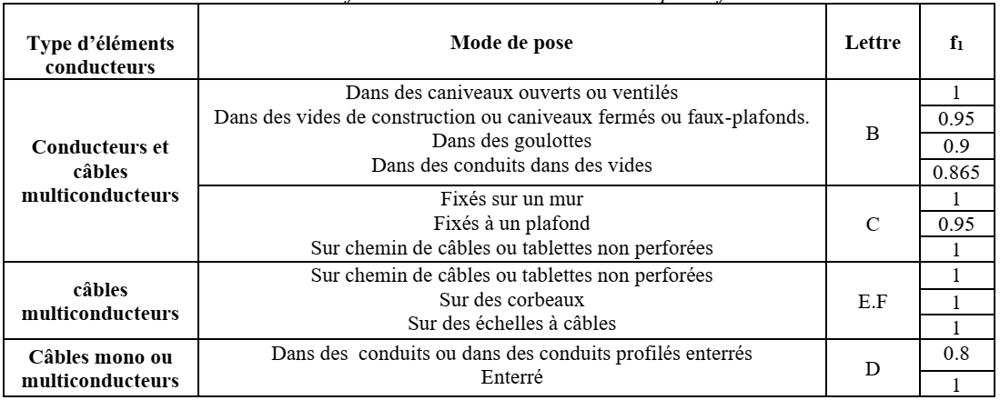 Type d’éléments conducteurs Mode de pose Lettre f1
Conducteurs et câbles multiconducteurs
Dans des caniveaux ouverts ou ventilés 1
Dans des vides de construction ou caniveaux fermés ou faux-plafonds. 0.95
B
Dans des goulottes 0.9
Dans des conduits dans des vides 0.865
Fixés sur un mur 1
Fixés à un plafond C 0.95
Sur chemin de câbles ou tablettes non perforées 1
câbles multiconducteurs
Sur chemin de câbles ou tablettes non perforées 1
Sur des corbeaux E.F 1
Sur des échelles à câbles 1
Câbles mono ou multiconducteurs
Dans des conduits ou dans des conduits profilés enterrés 0.8
D
Enterré 1